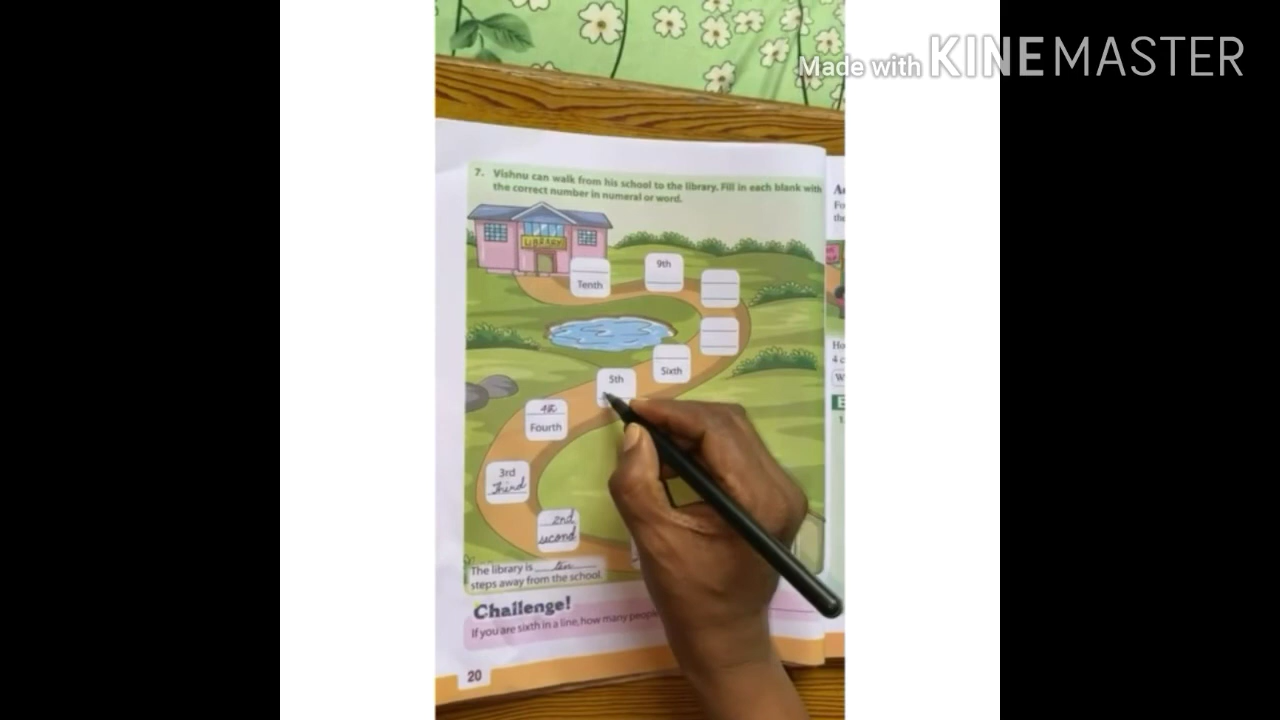 Made with KINEMASTER
7. Vishnu can walk from his school to the library. Fill in each blank with
the correct number in numeral or word.
LIBRARY
Tenth
9th
Sixth
5th
4th
Fourth
3rd
Third
2nd
second
The library is ten
steps away from the school.
Challenge!
If you are sixth in a line, how many people
20